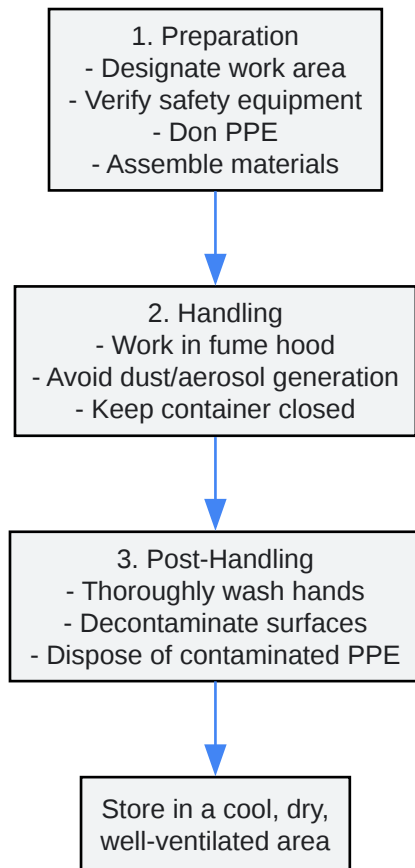 1. Preparation
- Designate work area
- Verify safety equipment
- Don PPE
- Assemble materials
2. Handling
- Work in fume hood
- Avoid dust/aerosol generation
- Keep container closed
3. Post-Handling
- Thoroughly wash hands
- Decontaminate surfaces
- Dispose of contaminated PPE
Store in a cool, dry,
well-ventilated area